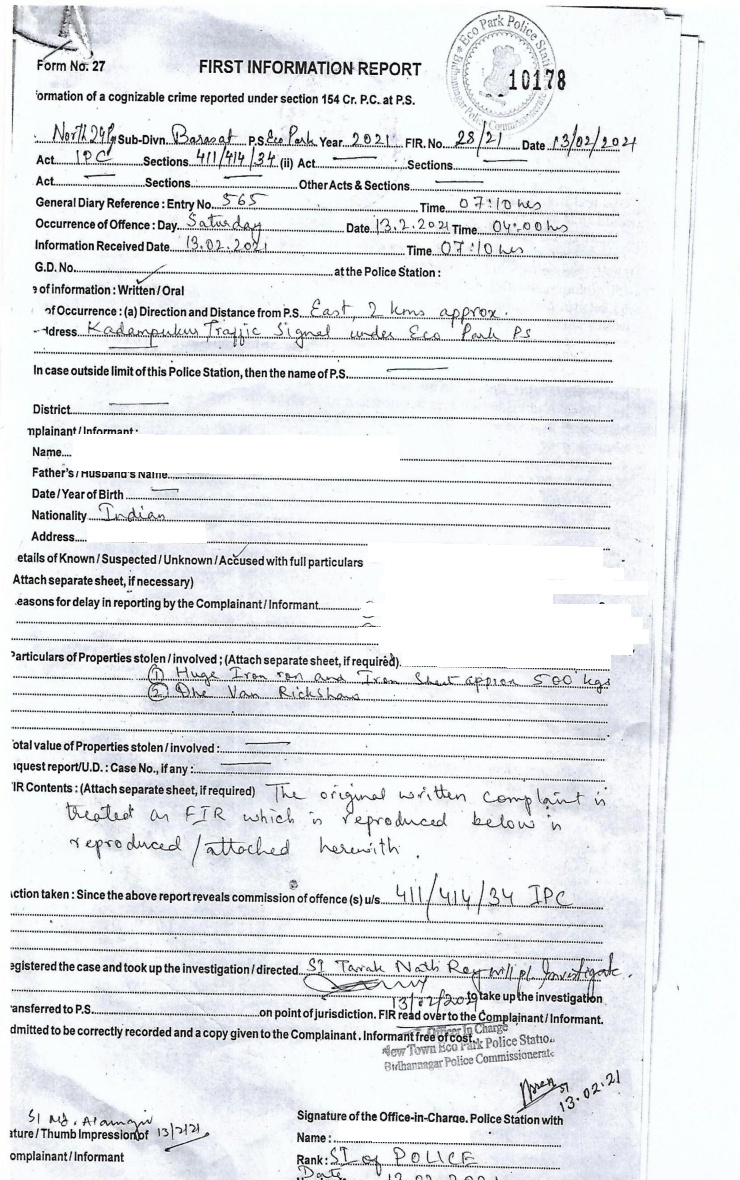 Eco Park Police Stati
Form No. 27
FIRST INFORMATION REPORT
10178
ormation of a cognizable crime reported under section 154 Cr. P.C. at P.S.
North 24 Pgs Sub-Divn. Barasat P.S. Eco Park Year 2021 FIR. No. 28/21 Date 13/02/2021
Act. IPC Sections 411/414/34 (ii) Act. Sections
Act. Sections Other Acts & Sections
General Diary Reference : Entry No. 565 Time. 07:10 hrs
Occurrence of Offence : Day. Saturday Date. 13.2.2021 Time 04:00 hrs
Information Received Date. 13.02.2021 Time. 07:10 hrs
G.D. No. at the Police Station :
e of information : Written / Oral
of Occurrence : (a) Direction and Distance from P.S. East, 2 kms approx.
ddress. Kadampukur Traffic Signal under Eco Park PS
In case outside limit of this Police Station, then the name of P.S.
District
mplainant / Informant :
Name
Father's / Husband's Name
Date / Year of Birth
Nationality Indian
Address
etails of Known / Suspected / Unknown / Accused with full particulars
Attach separate sheet, if necessary)
easons for delay in reporting by the Complainant / Informant
Particulars of Properties stolen / involved ; (Attach separate sheet, if required)
① Huge Iron and Iron Sheet approx 500 kgs
② One Van Rickshaw
otal value of Properties stolen / involved :
quest report/U.D. : Case No., if any :
IR Contents : (Attach separate sheet, if required) The original written complaint is
treated as FIR which is reproduced below is
reproduced / attached herewith.
ction taken : Since the above report reveals commission of offence (s) u/s. 411/414/34 IPC
egistered the case and took up the investigation / directed. SI Tarak Nath Roy will pl. Investigate.
13/02/2021 take up the investigation
ansferred to P.S. on point of jurisdiction. FIR read over to the Complainant / Informant.
dmitted to be correctly recorded and a copy given to the Complainant . Informant free of cost.
Officer In Charge
New Town Eco Park Police Statio
Bidhannagar Police Commissionerate
SI 13.02.21
SI Md. Alamgir 13/2/21
Signature of the Office-in-Charge. Police Station with
ature / Thumb Impression of
Name :
omplainant / Informant
Rank : SI of POLICE
Date